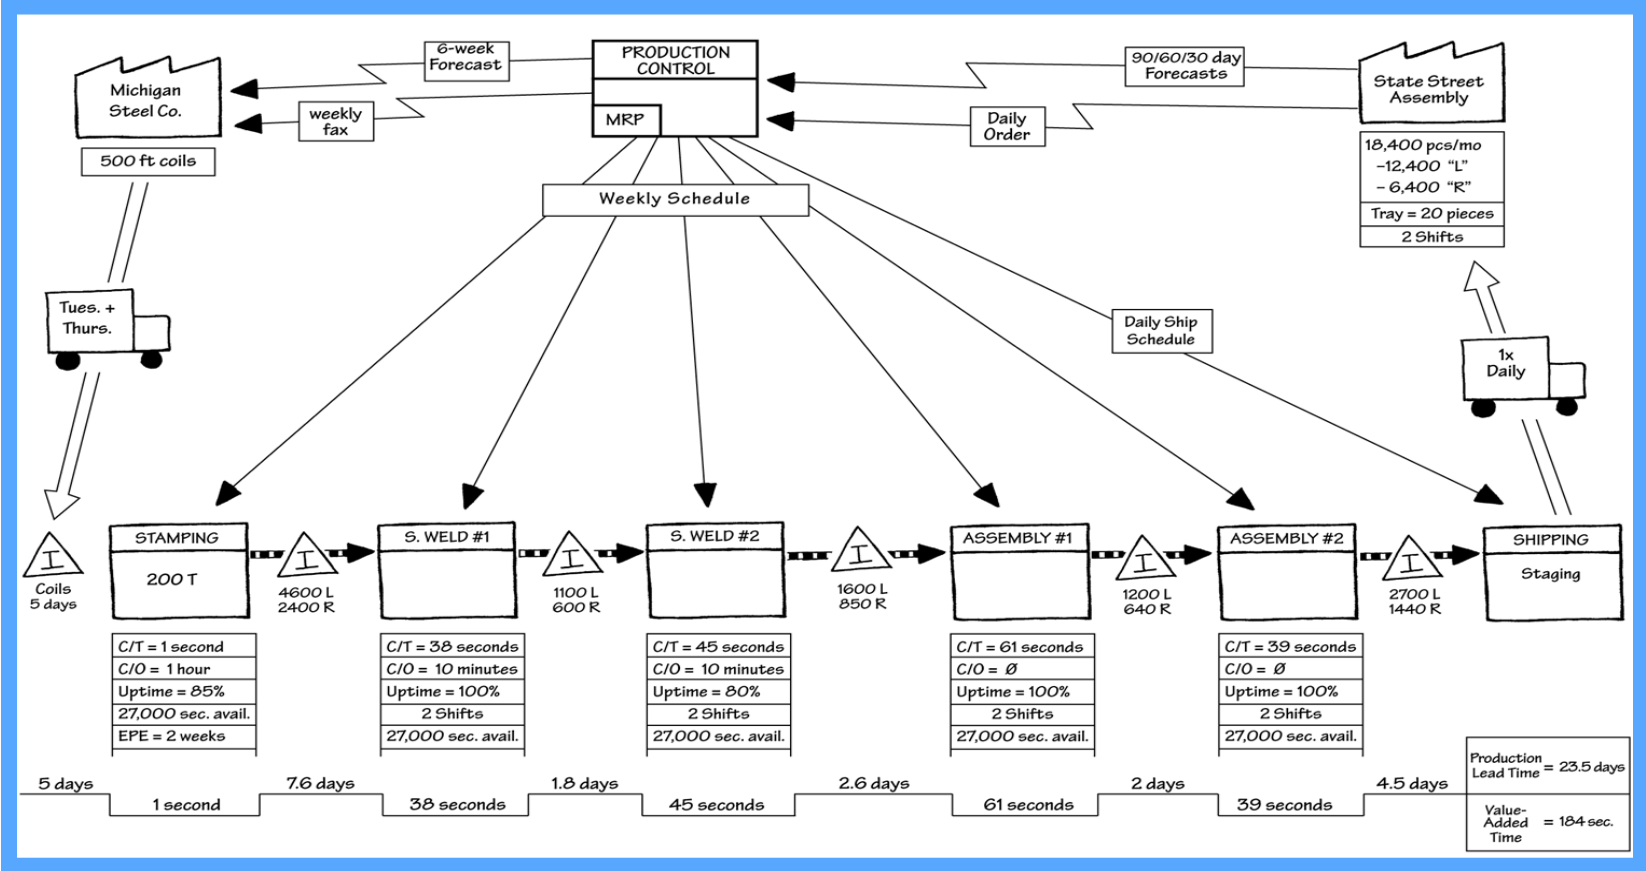 Michigan
Steel Co.
500 ft coils
6-week
Forecast
weekly
fax
PRODUCTION
CONTROL
MRP
90/60/30 day
Forecasts
Daily
Order
State Street
Assembly
18,400 pcs/mo
-12,400 "L"
- 6,400 "R"
Tray = 20 pieces
2 Shifts
Weekly Schedule
Tues. +
Thurs.
Daily Ship
Schedule
1x
Daily
I
Coils
5 days
STAMPING
200 T
I
4600 L
2400 R
S. WELD #1
I
1100 L
600 R
S. WELD #2
I
1600 L
850 R
ASSEMBLY #1
I
1200 L
640 R
ASSEMBLY #2
I
2700 L
1440 R
SHIPPING
Staging
C/T = 1 second
C/O = 1 hour
Uptime = 85%
27,000 sec. avail.
EPE = 2 weeks
C/T = 38 seconds
C/O = 10 minutes
Uptime = 100%
2 Shifts
27,000 sec. avail.
C/T = 45 seconds
C/O = 10 minutes
Uptime = 80%
2 Shifts
27,000 sec. avail.
C/T = 61 seconds
C/O = Ø
Uptime = 100%
2 Shifts
27,000 sec. avail.
C/T = 39 seconds
C/O = Ø
Uptime = 100%
2 Shifts
27,000 sec. avail.
5 days
1 second
7.6 days
38 seconds
1.8 days
45 seconds
2.6 days
61 seconds
2 days
39 seconds
4.5 days
Production
Lead Time = 23.5 days
Value-
Added = 184 sec.
Time